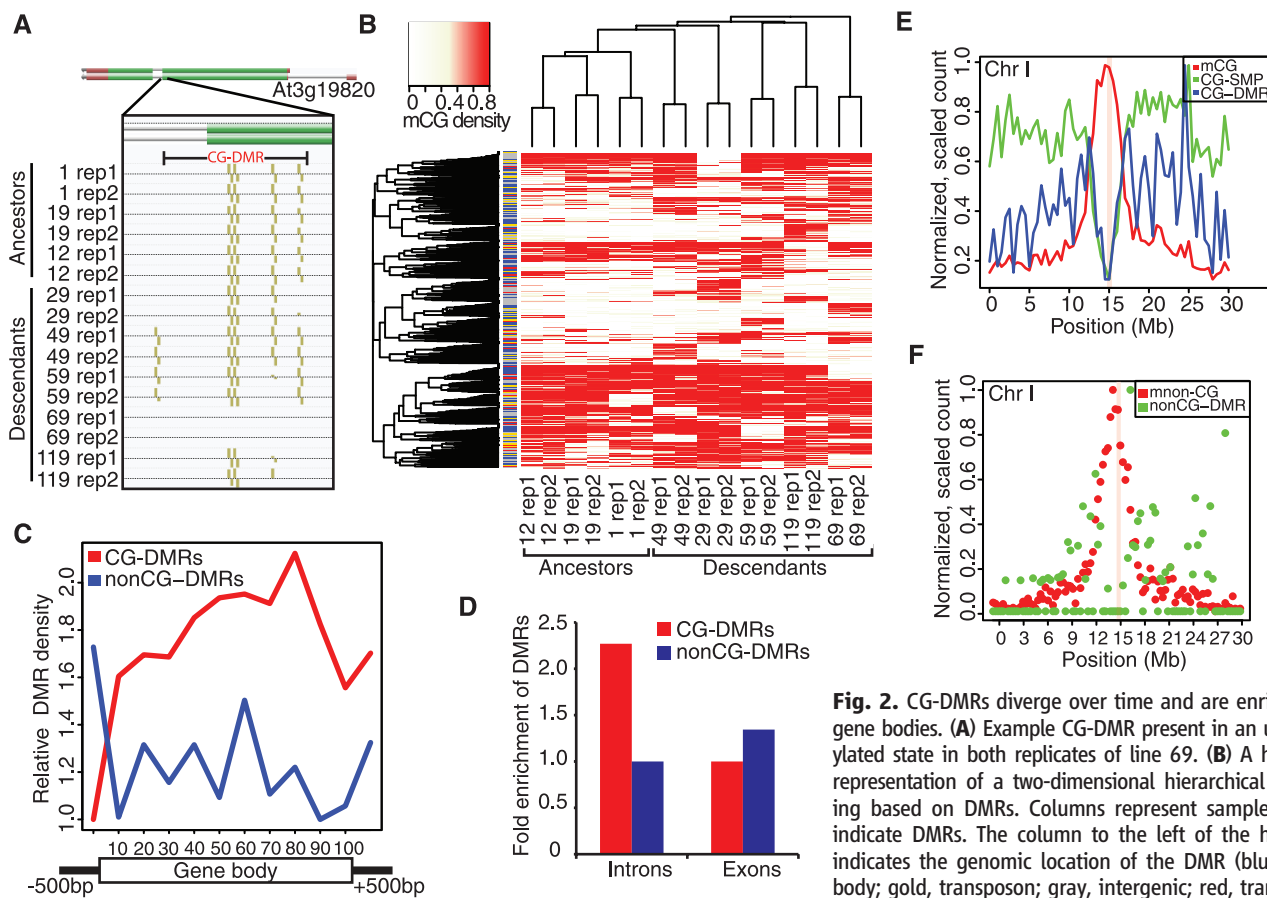 A
At3g19820
CG-DMR
Ancestors
Descendants
1 rep1
1 rep2
19 rep1
19 rep2
12 rep1
12 rep2
29 rep1
29 rep2
49 rep1
49 rep2
59 rep1
59 rep2
69 rep1
69 rep2
119 rep1
119 rep2
B
0 0.4 0.8
mCG density
12 rep1
12 rep2
19 rep1
19 rep2
1 rep1
1 rep2
49 rep1
49 rep2
29 rep1
29 rep2
59 rep1
59 rep2
119 rep1
119 rep2
69 rep1
69 rep2
Ancestors Descendants
C
CG-DMRs
nonCG–DMRs
Relative DMR density
1.0 1.2 1.4 1.6 1.8 2.0
10 20 30 40 50 60 70 80 90 100
Gene body
-500bp +500bp
D
CG-DMRs
nonCG-DMRs
Fold enrichment of DMRs
2.5
2.0
1.5
1.0
0.5
0
Introns Exons
E
Chr I
mCG
CG-SMP
CG–DMR
Normalized, scaled count
0.2 0.4 0.6 0.8 1.0
0 5 10 15 20 25 30
Position (Mb)
F
Chr I
mnon-CG
nonCG–DMR
Normalized, scaled count
0.0 0.2 0.4 0.6 0.8 1.0
0 3 6 9 12 15 18 21 24 27 30
Position (Mb)
Fig. 2. CG-DMRs diverge over time and are enri
gene bodies. (A) Example CG-DMR present in an u
ylated state in both replicates of line 69. (B) A h
representation of a two-dimensional hierarchical
ing based on DMRs. Columns represent sample
indicate DMRs. The column to the left of the h
indicates the genomic location of the DMR (blu
body; gold, transposon; gray, intergenic; red, tran